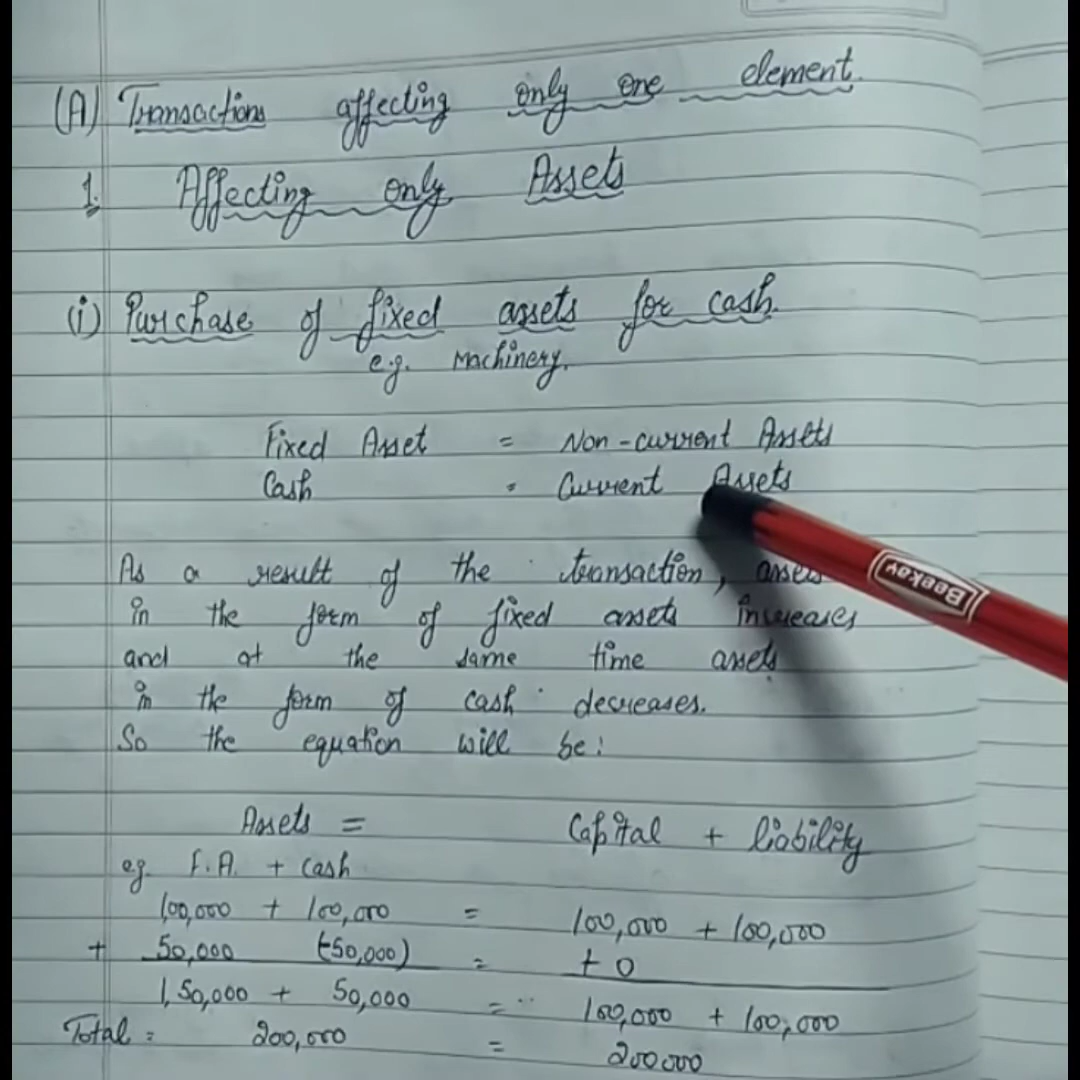 (A) Transactions affecting only one element.
1. Affecting only Assets
(i) Purchase of fixed assets for cash.
e.g. Machinery.
Fixed Asset = Non-current Assets
Cash = Current Assets
As a result of the transaction, assets
in the form of fixed assets increases
and at the same time assets
in the form of cash decreases.
So the equation will be:
Assets = Capital + liability
eg. F.A. + cash
1,00,000 + 100,000 = 100,000 + 100,000
+ 50,000 (-50,000) = + 0
1,50,000 + 50,000 = 100,000 + 100,000
Total = 200,000 = 200000
Beekay